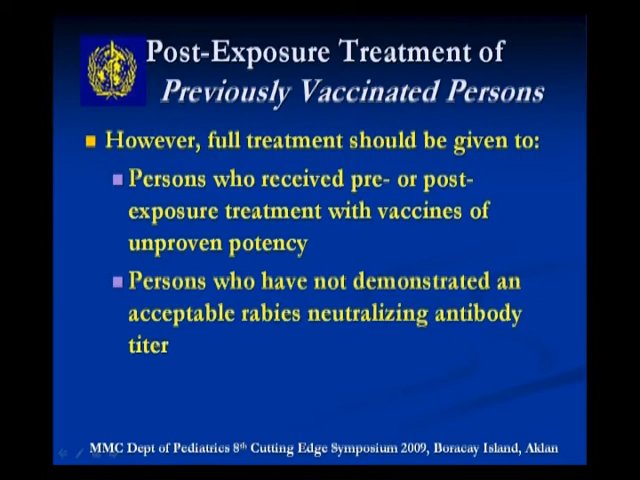 Post-Exposure Treatment of
Previously Vaccinated Persons
However, full treatment should be given to:
Persons who received pre- or post-
exposure treatment with vaccines of
unproven potency
Persons who have not demonstrated an
acceptable rabies neutralizing antibody
titer
MMC Dept of Pediatrics 8th Cutting Edge Symposium 2009, Boracay Island, Aklan